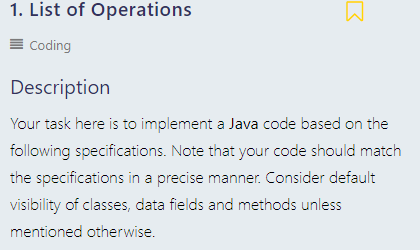 1. List of Operations
Coding
Description
Your task here is to implement a Java code based on the
following specifications. Note that your code should match
the specifications in a precise manner. Consider default
visibility of classes, data fields and methods unless
mentioned otherwise.